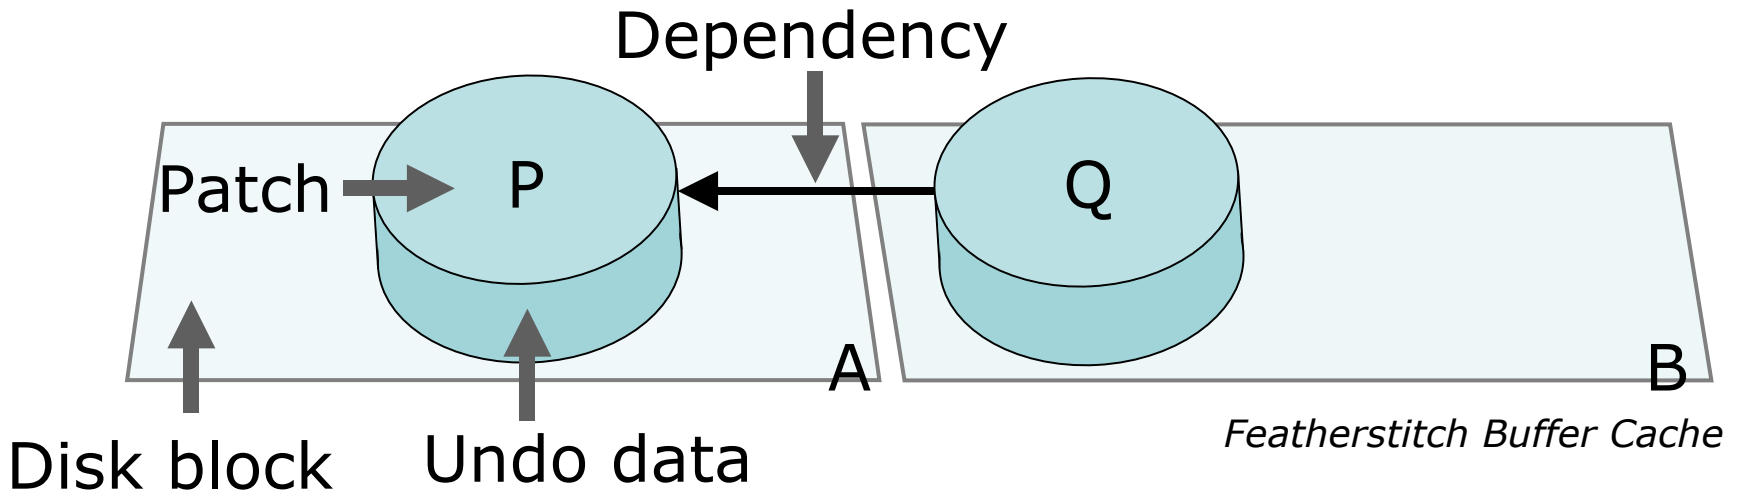 Dependency
Patch
P
Q
A
B
Featherstitch Buffer Cache
Disk block
Undo data